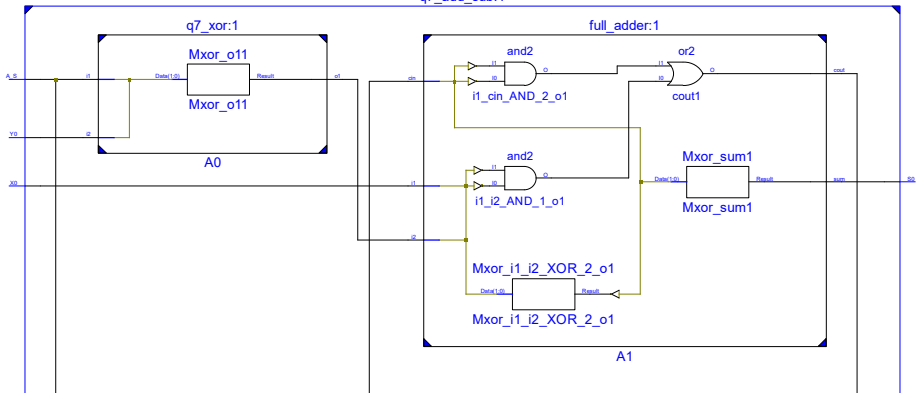 q7_xor:1
full_adder:1
Mxor_o11
and2
or2
A_S
i1
Data(1:0)
Result
o1
cin
I1
I0
O
I1
I0
O
cout
Mxor_o11
i1_cin_AND_2_o1
cout1
Y0
i2
A0
and2
Mxor_sum1
X0
i1
I1
I0
O
Data(1:0)
Result
sum
S0
i1_i2_AND_1_o1
Mxor_sum1
i2
Mxor_i1_i2_XOR_2_o1
Data(1:0)
Result
Mxor_i1_i2_XOR_2_o1
A1